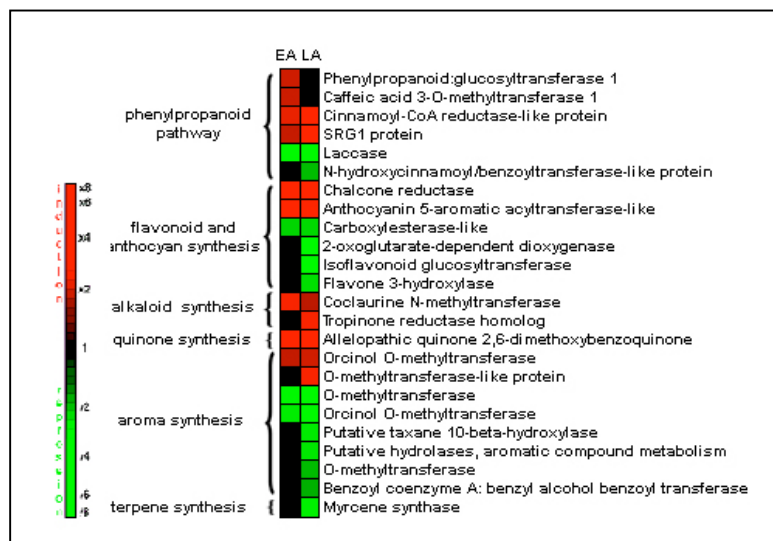 EA LA
phenylpropanoid pathway
Phenylpropanoid:glucosyltransferase 1
Caffeic acid 3-O-methyltransferase 1
Cinnamoyl-CoA reductase-like protein
SRG1 protein
Laccase
N-hydroxycinnamoyl/benzoyltransferase-like protein
flavonoid and
anthocyan synthesis
Chalcone reductase
Anthocyanin 5-aromatic acyltransferase-like
Carboxylesterase-like
2-oxoglutarate-dependent dioxygenase
Isoflavonoid glucosyltransferase
Flavone 3-hydroxylase
alkaloid synthesis
Coclaurine N-methyltransferase
Tropinone reductase homolog
quinone synthesis
Allelopathic quinone 2,6-dimethoxybenzoquinone
aroma synthesis
Orcinol O-methyltransferase
O-methyltransferase-like protein
O-methyltransferase
Orcinol O-methyltransferase
Putative taxane 10-beta-hydroxylase
Putative hydrolases, aromatic compound metabolism
O-methyltransferase
Benzoyl coenzyme A: benzyl alcohol benzoyl transferase
terpene synthesis
Myrcene synthase
induction
repression
x8
x6
x4
x2
1
/2
/4
/6
/8